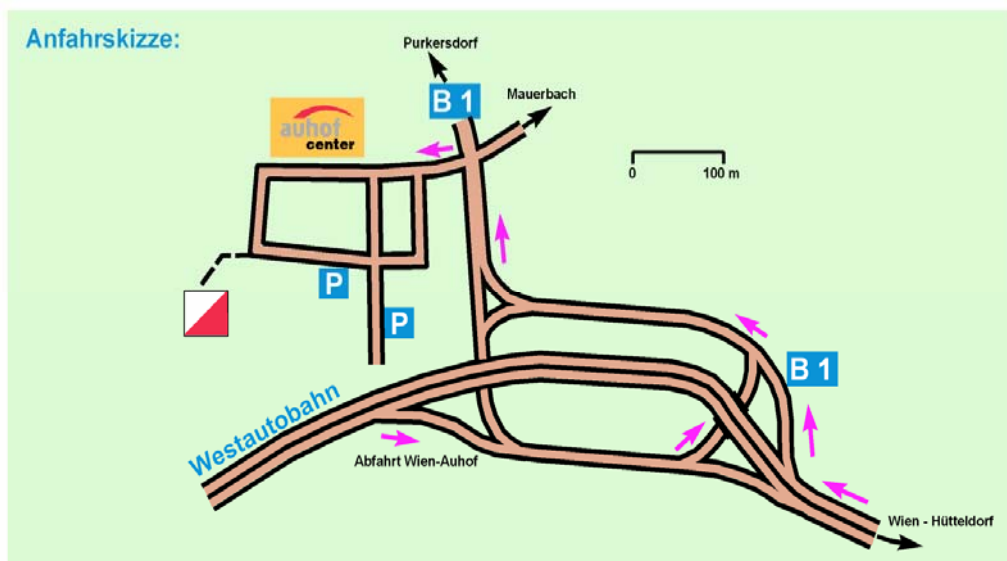 Anfahrskizze:
Purkersdorf
B 1
Mauerbach
auhof
center
0 100 m
P
P
B 1
Westautobahn
Abfahrt Wien-Auhof
Wien - Hütteldorf